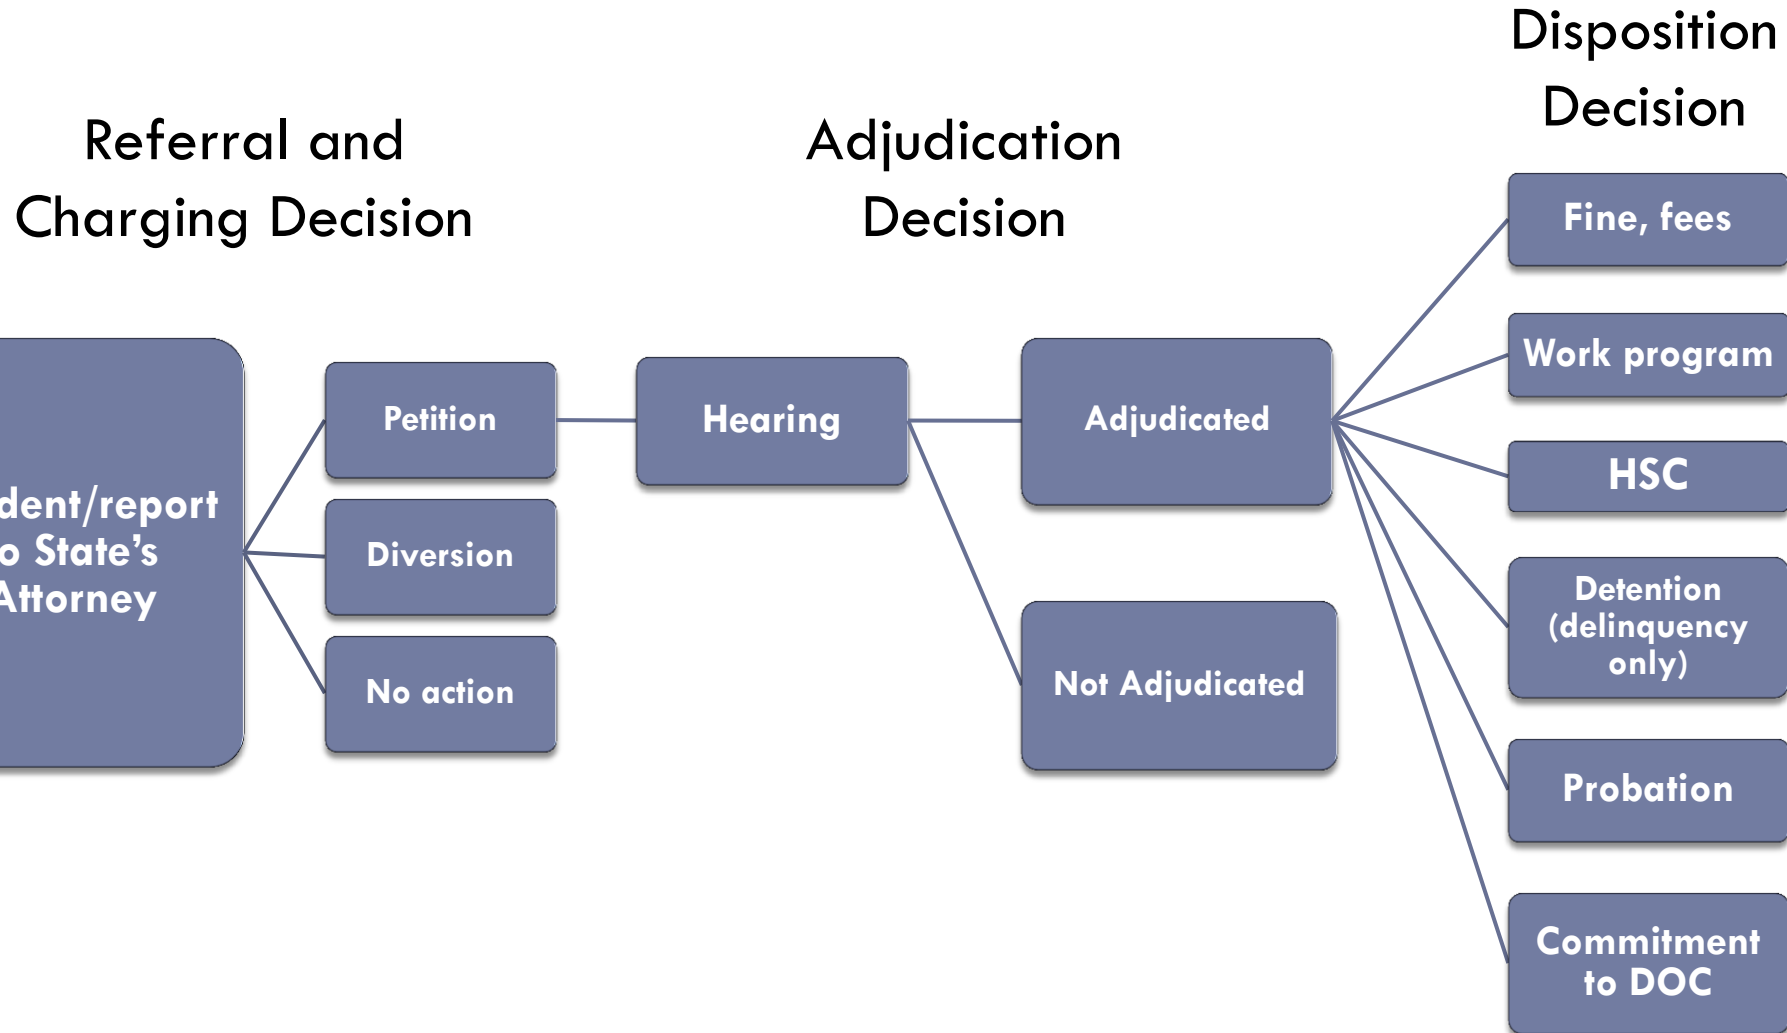 Referral and
Charging Decision
Adjudication
Decision
Disposition
Decision
dent/report
o State’s
Attorney
Petition
Diversion
No action
Hearing
Adjudicated
Not Adjudicated
Fine, fees
Work program
HSC
Detention
(delinquency
only)
Probation
Commitment
to DOC